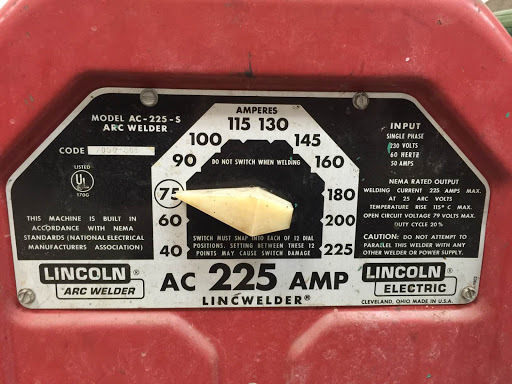 MODEL AC-225-S
ARC WELDER
CODE
LISTED
UL
170G
THIS MACHINE IS BUILT IN
ACCORDANCE WITH NEMA
STANDARDS (NATIONAL ELECTRICAL
MANUFACTURERS ASSOCIATION)
LINCOLN®
ARC WELDER
AMPERES
40
60
75
90
100
115
130
145
160
180
200
225
DO NOT SWITCH WHEN WELDING
SWITCH MUST SNAP INTO EACH OF 12 DIAL
POSITIONS. SETTING BETWEEN THESE 12
POINTS MAY CAUSE SWITCH DAMAGE
AC 225 AMP
LINCWELDER®
INPUT
SINGLE PHASE
230 VOLTS
60 HERTZ
50 AMPS
NEMA RATED OUTPUT
WELDING CURRENT 225 AMPS MAX.
AT 25 ARC VOLTS
TEMPERATURE RISE 115° C MAX.
OPEN CIRCUIT VOLTAGE 79 VOLTS MAX.
DUTY CYCLE 20%
CAUTION: DO NOT ATTEMPT TO
PARALLEL THIS WELDER WITH ANY
OTHER WELDER OR POWER SUPPLY.
LINCOLN®
ELECTRIC
CLEVELAND, OHIO MADE IN U.S.A.